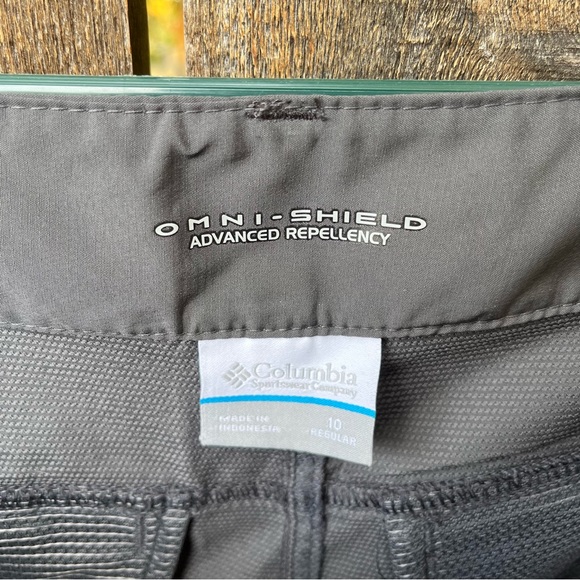 OMNI-SHIELD
ADVANCED REPELLENCY
Columbia
Sportswear Company
MADE IN
INDONESIA
10
REGULAR